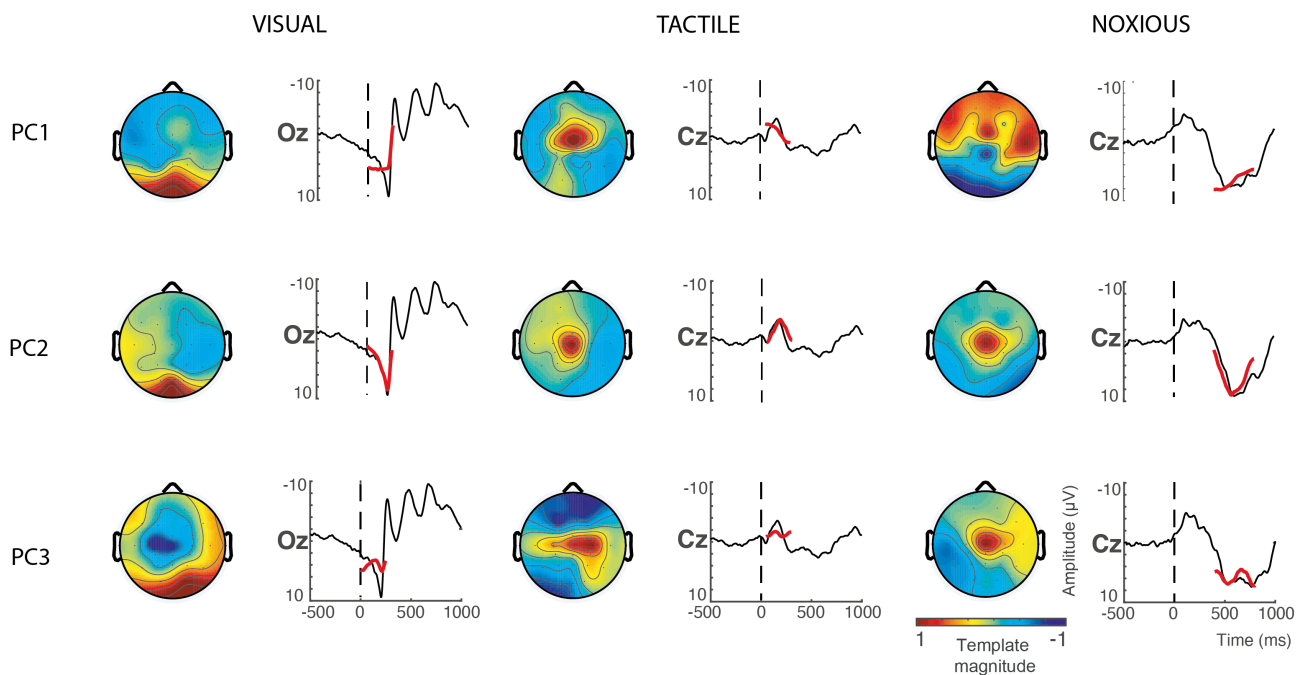 VISUAL TACTILE NOXIOUS
PC1
-10 -10 -10
Oz Cz Cz
10 10 10
PC2
-10 -10 -10
Oz Cz Cz
10 10 10
PC3
-10 -10 -10
Oz Cz Cz
10 10 10
Amplitude (µV)
-500 0 500 1000 -500 0 500 1000 -500 0 500 1000
1 Template magnitude -1
Time (ms)